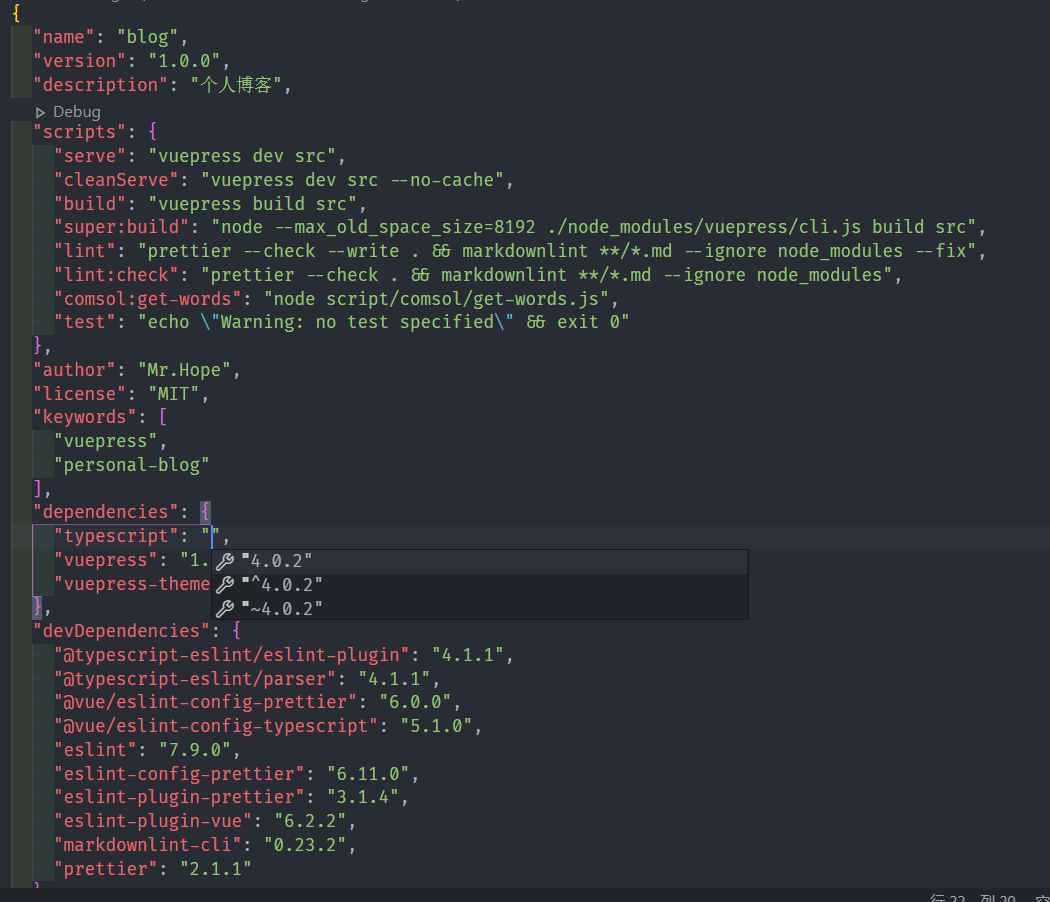 {
"name": "blog",
"version": "1.0.0",
"description": "个人博客",
Debug
"scripts": {
"serve": "vuepress dev src",
"cleanServe": "vuepress dev src --no-cache",
"build": "vuepress build src",
"super:build": "node --max_old_space_size=8192 ./node_modules/vuepress/cli.js build src",
"lint": "prettier --check --write . && markdownlint **/*.md --ignore node_modules --fix",
"lint:check": "prettier --check . && markdownlint **/*.md --ignore node_modules",
"comsol:get-words": "node script/comsol/get-words.js",
"test": "echo \"Warning: no test specified\" && exit 0"
},
"author": "Mr.Hope",
"license": "MIT",
"keywords": [
"vuepress",
"personal-blog"
],
"dependencies": {
"typescript": "",
"vuepress": "1. "4.0.2"
"vuepress-theme "^4.0.2"
}, "~4.0.2"
"devDependencies": {
"@typescript-eslint/eslint-plugin": "4.1.1",
"@typescript-eslint/parser": "4.1.1",
"@vue/eslint-config-prettier": "6.0.0",
"@vue/eslint-config-typescript": "5.1.0",
"eslint": "7.9.0",
"eslint-config-prettier": "6.11.0",
"eslint-plugin-prettier": "3.1.4",
"eslint-plugin-vue": "6.2.2",
"markdownlint-cli": "0.23.2",
"prettier": "2.1.1"